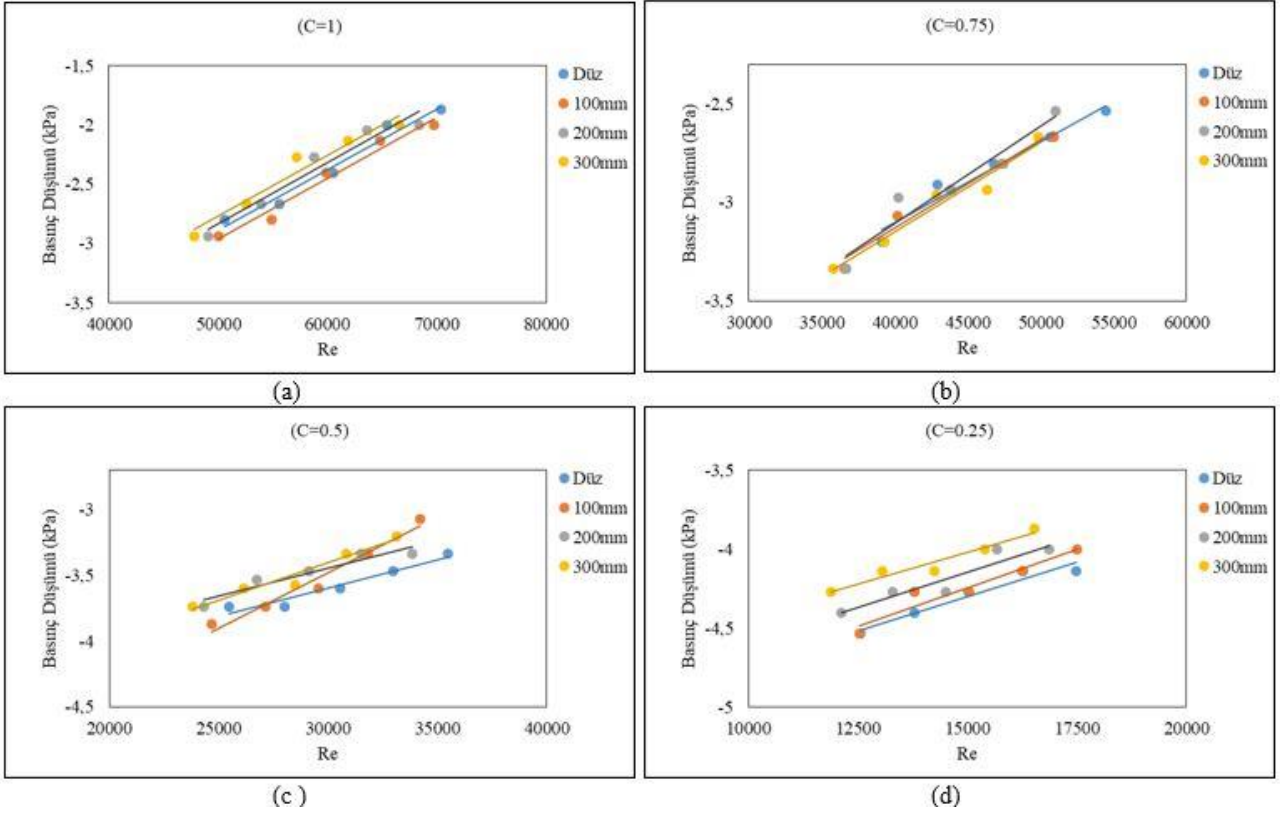 (C=1)
Basınç Düşümü (kPa)
-1,5
-2
-2,5
-3
-3,5
40000 50000 60000 70000 80000
Re
Düz
100mm
200mm
300mm
(a)
(C=0.75)
Basınç Düşümü (kPa)
-2,5
-3
-3,5
30000 35000 40000 45000 50000 55000 60000
Re
Düz
100mm
200mm
300mm
(b)
(C=0.5)
Basınç Düşümü (kPa)
-3
-3,5
-4
-4,5
20000 25000 30000 35000 40000
Re
Düz
100mm
200mm
300mm
(c )
(C=0.25)
Basınç Düşümü (kPa)
-3,5
-4
-4,5
-5
10000 12500 15000 17500 20000
Re
Düz
100mm
200mm
300mm
(d)